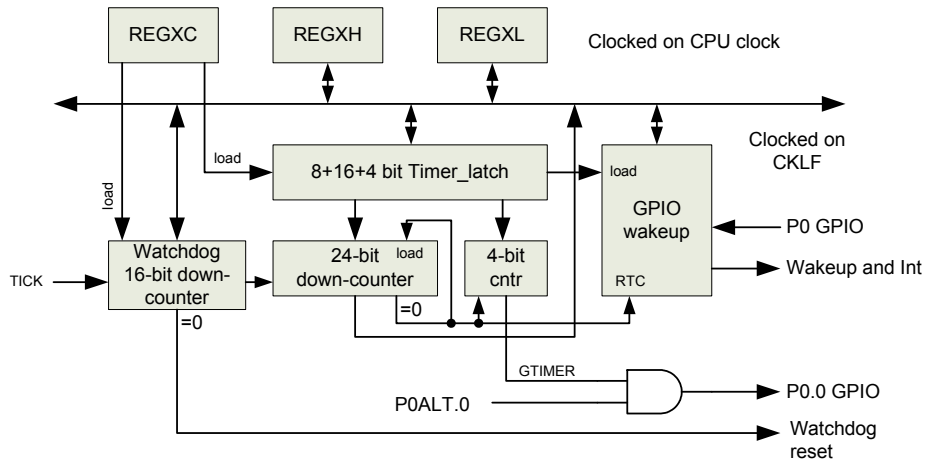 REGXC
REGXH
REGXL
Clocked on CPU clock
Clocked on
CKLF
load
load
8+16+4 bit Timer_latch
load
GPIO
wakeup
RTC
P0 GPIO
Wakeup and Int
TICK
Watchdog
16-bit down-
counter
=0
24-bit
down-counter
load
=0
4-bit
cntr
GTIMER
P0ALT.0
P0.0 GPIO
Watchdog
reset